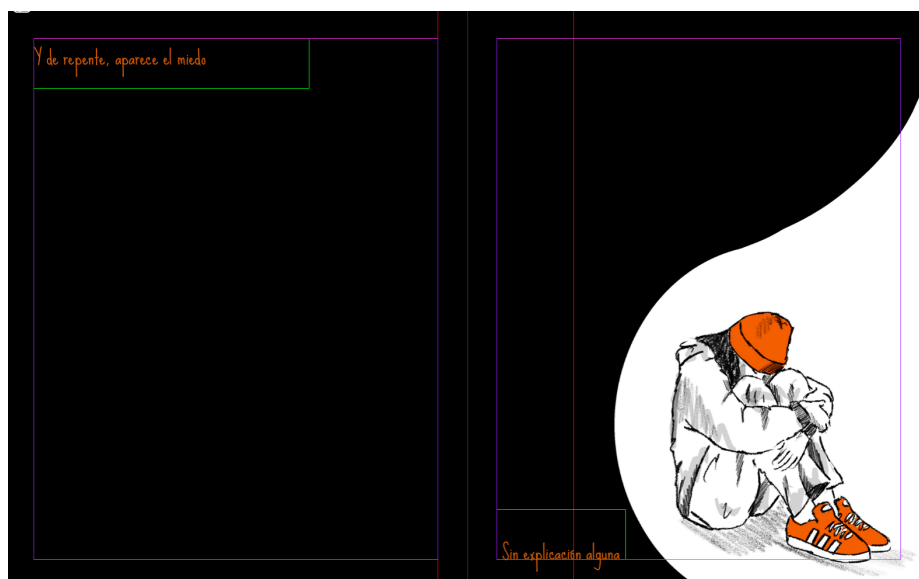 Y de repente, aparece el miedo
Sin explicación alguna